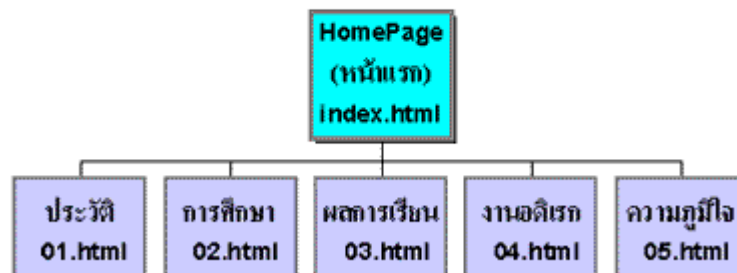 HomePage
(หน้าแรก)
index.html
ประวัติ
01.html
การศึกษา
02.html
ผลการเรียน
03.html
งานอดิเรก
04.html
ความภูมิใจ
05.html